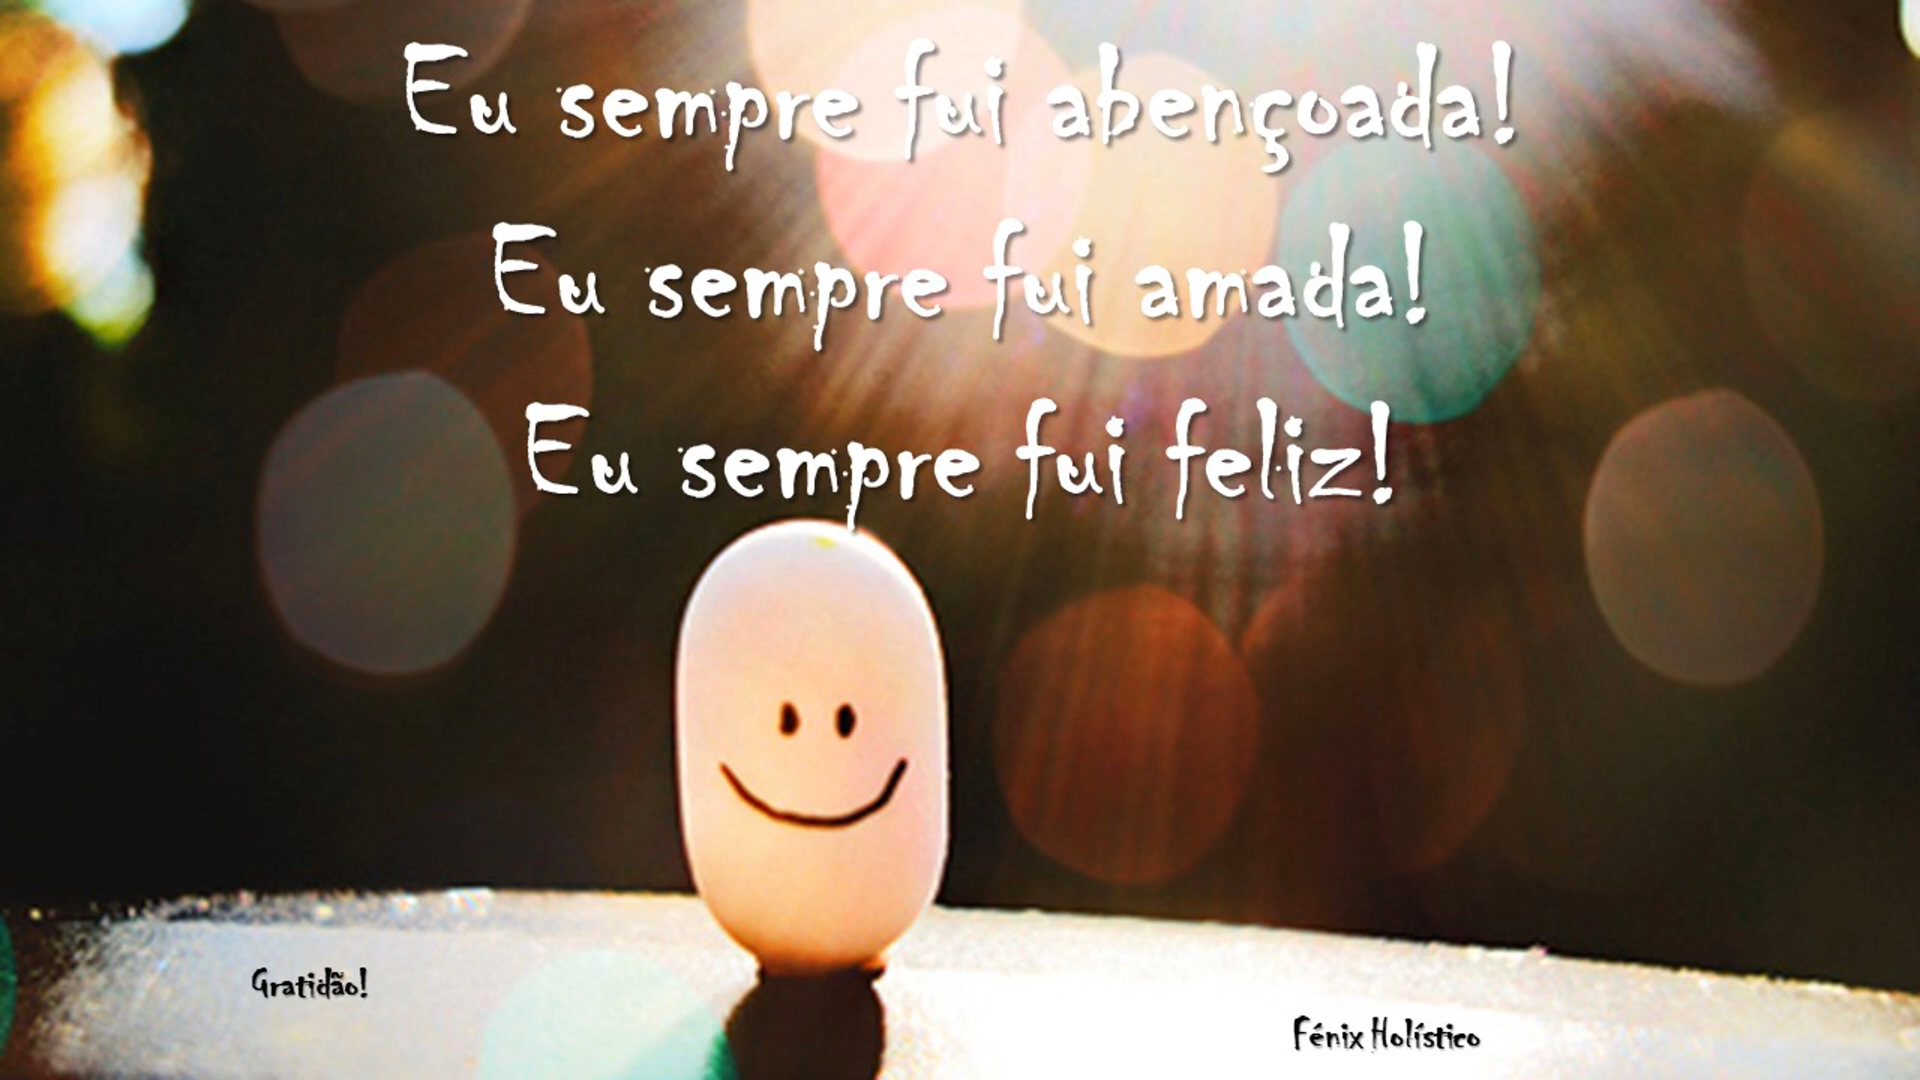 Eu sempre fui abençoada!
Eu sempre fui amada!
Eu sempre fui feliz!
Gratidão!
Fénix Holístico